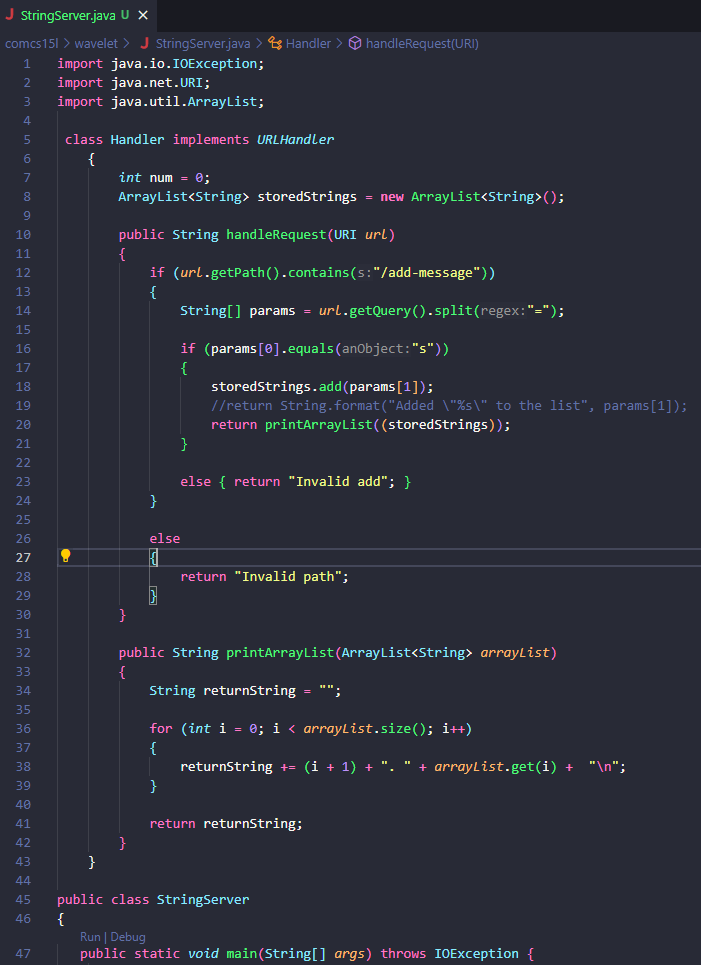 StringServer.java U
comcs15l > wavelet > StringServer.java > Handler > handleRequest(URI)
1 import java.io.IOException;
2 import java.net.URI;
3 import java.util.ArrayList;
4
5 class Handler implements URLHandler
6 {
7 int num = 0;
8 ArrayList<String> storedStrings = new ArrayList<String>();
9
10 public String handleRequest(URI url)
11 {
12 if (url.getPath().contains(s:"/add-message"))
13 {
14 String[] params = url.getQuery().split(regex:"=");
15
16 if (params[0].equals(anObject:"s"))
17 {
18 storedStrings.add(params[1]);
19 //return String.format("Added \"%s\" to the list", params[1]);
20 return printArrayList((storedStrings));
21 }
22
23 else { return "Invalid add"; }
24 }
25
26 else
27 {
28 return "Invalid path";
29 }
30 }
31
32 public String printArrayList(ArrayList<String> arrayList)
33 {
34 String returnString = "";
35
36 for (int i = 0; i < arrayList.size(); i++)
37 {
38 returnString += (i + 1) + ". " + arrayList.get(i) +  "\n";
39 }
40
41 return returnString;
42 }
43 }
44
45 public class StringServer
46 {
Run | Debug
47 public static void main(String[] args) throws IOException {